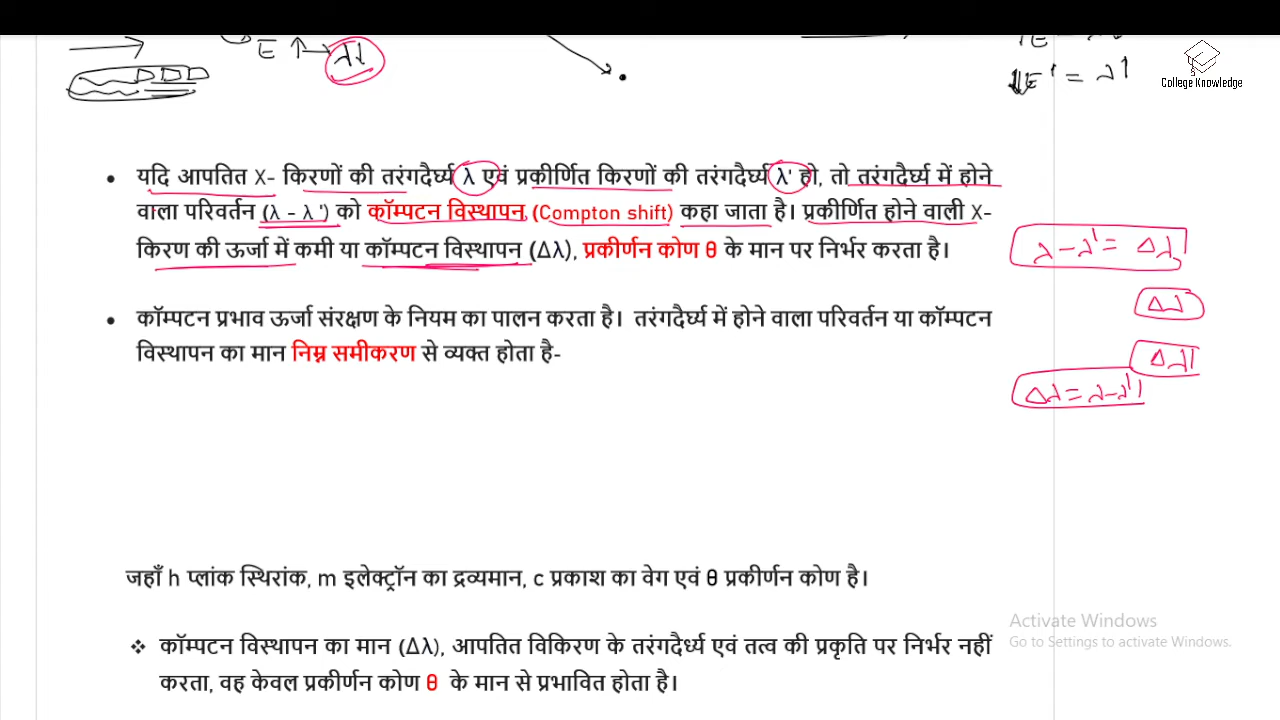 E ↑ → λ↓
E' = λ↑
College Knowledge
• यदि आपतित X- किरणों की तरंगदैर्ध्य λ एवं प्रकीर्णित किरणों की तरंगदैर्ध्य λ' हो, तो तरंगदैर्ध्य में होने
वाला परिवर्तन (λ - λ') को कॉम्पटन विस्थापन, (Compton shift) कहा जाता है। प्रकीर्णित होने वाली X-
किरण की ऊर्जा में कमी या कॉम्पटन विस्थापन (Δλ), प्रकीर्णन कोण θ के मान पर निर्भर करता है।
λ-λ' = Δλ
Δλ
• कॉम्पटन प्रभाव ऊर्जा संरक्षण के नियम का पालन करता है। तरंगदैर्ध्य में होने वाला परिवर्तन या कॉम्पटन
विस्थापन का मान निम्न समीकरण से व्यक्त होता है-
Δλ
Δλ = λ-λ'
जहाँ h प्लांक स्थिरांक, m इलेक्ट्रॉन का द्रव्यमान, c प्रकाश का वेग एवं θ प्रकीर्णन कोण है।
Activate Windows
Go to Settings to activate Windows.
❖ कॉम्पटन विस्थापन का मान (Δλ), आपतित विकिरण के तरंगदैर्ध्य एवं तत्व की प्रकृति पर निर्भर नहीं
करता, वह केवल प्रकीर्णन कोण θ के मान से प्रभावित होता है।